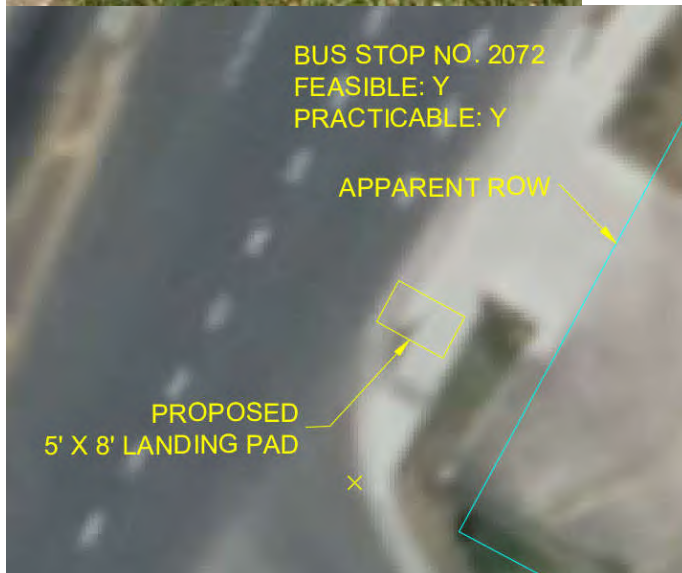 BUS STOP NO. 2072
FEASIBLE: Y
PRACTICABLE: Y
APPARENT ROW
PROPOSED
5' X 8' LANDING PAD